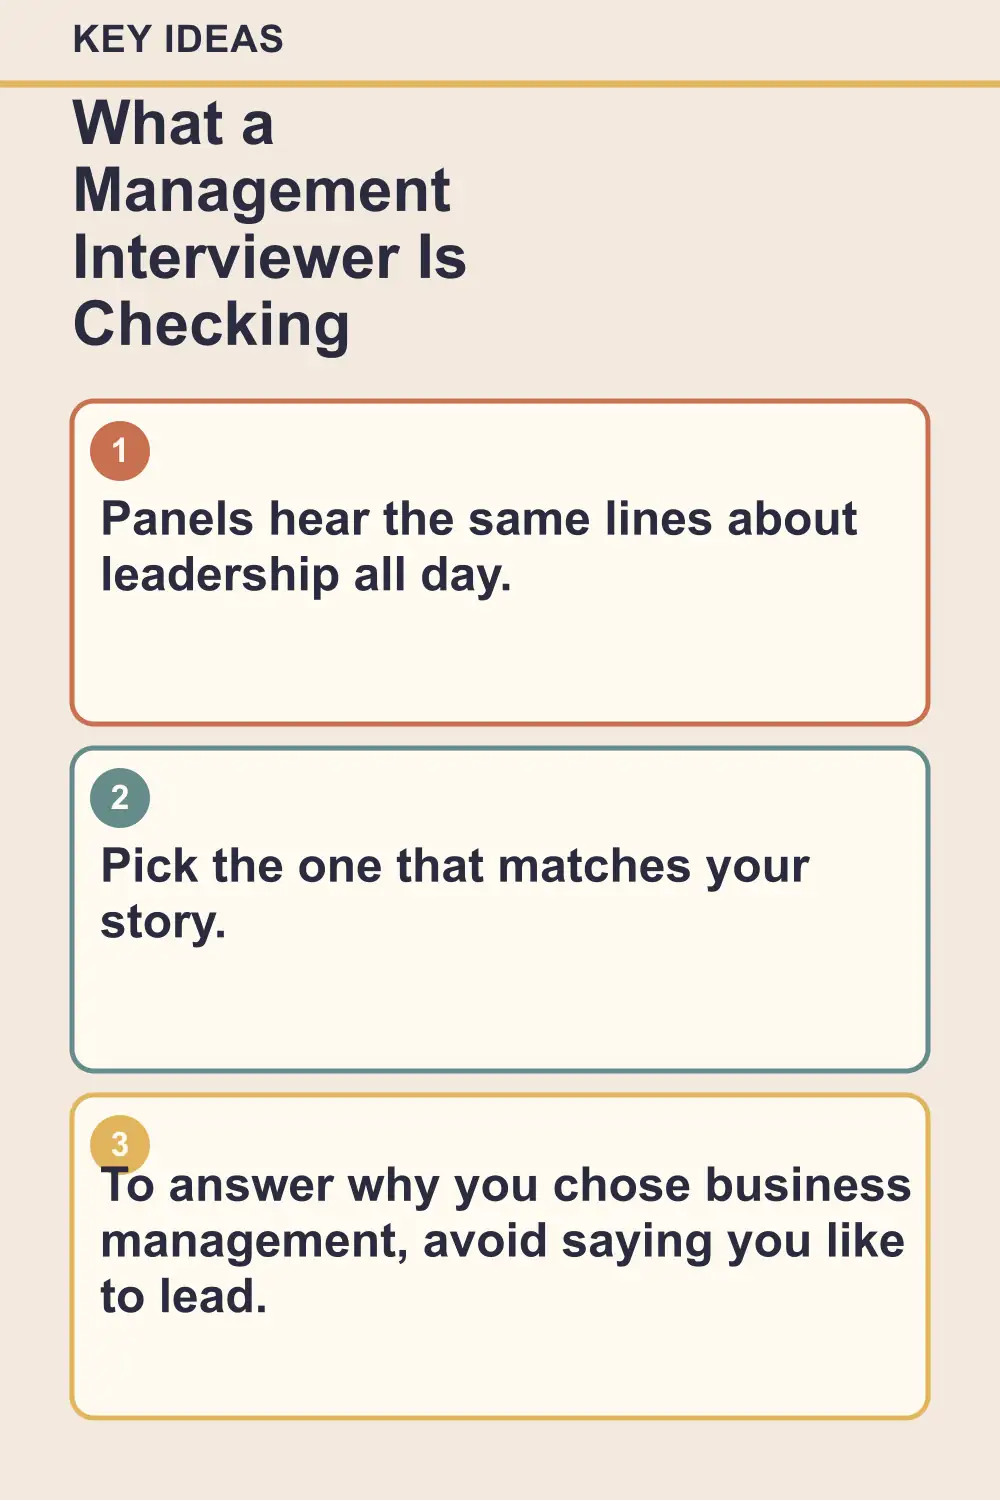 KEY IDEAS
What a
Management
Interviewer Is
Checking
1
Panels hear the same lines about
leadership all day.
2
Pick the one that matches your
story.
3
To answer why you chose business
management, avoid saying you like
to lead.